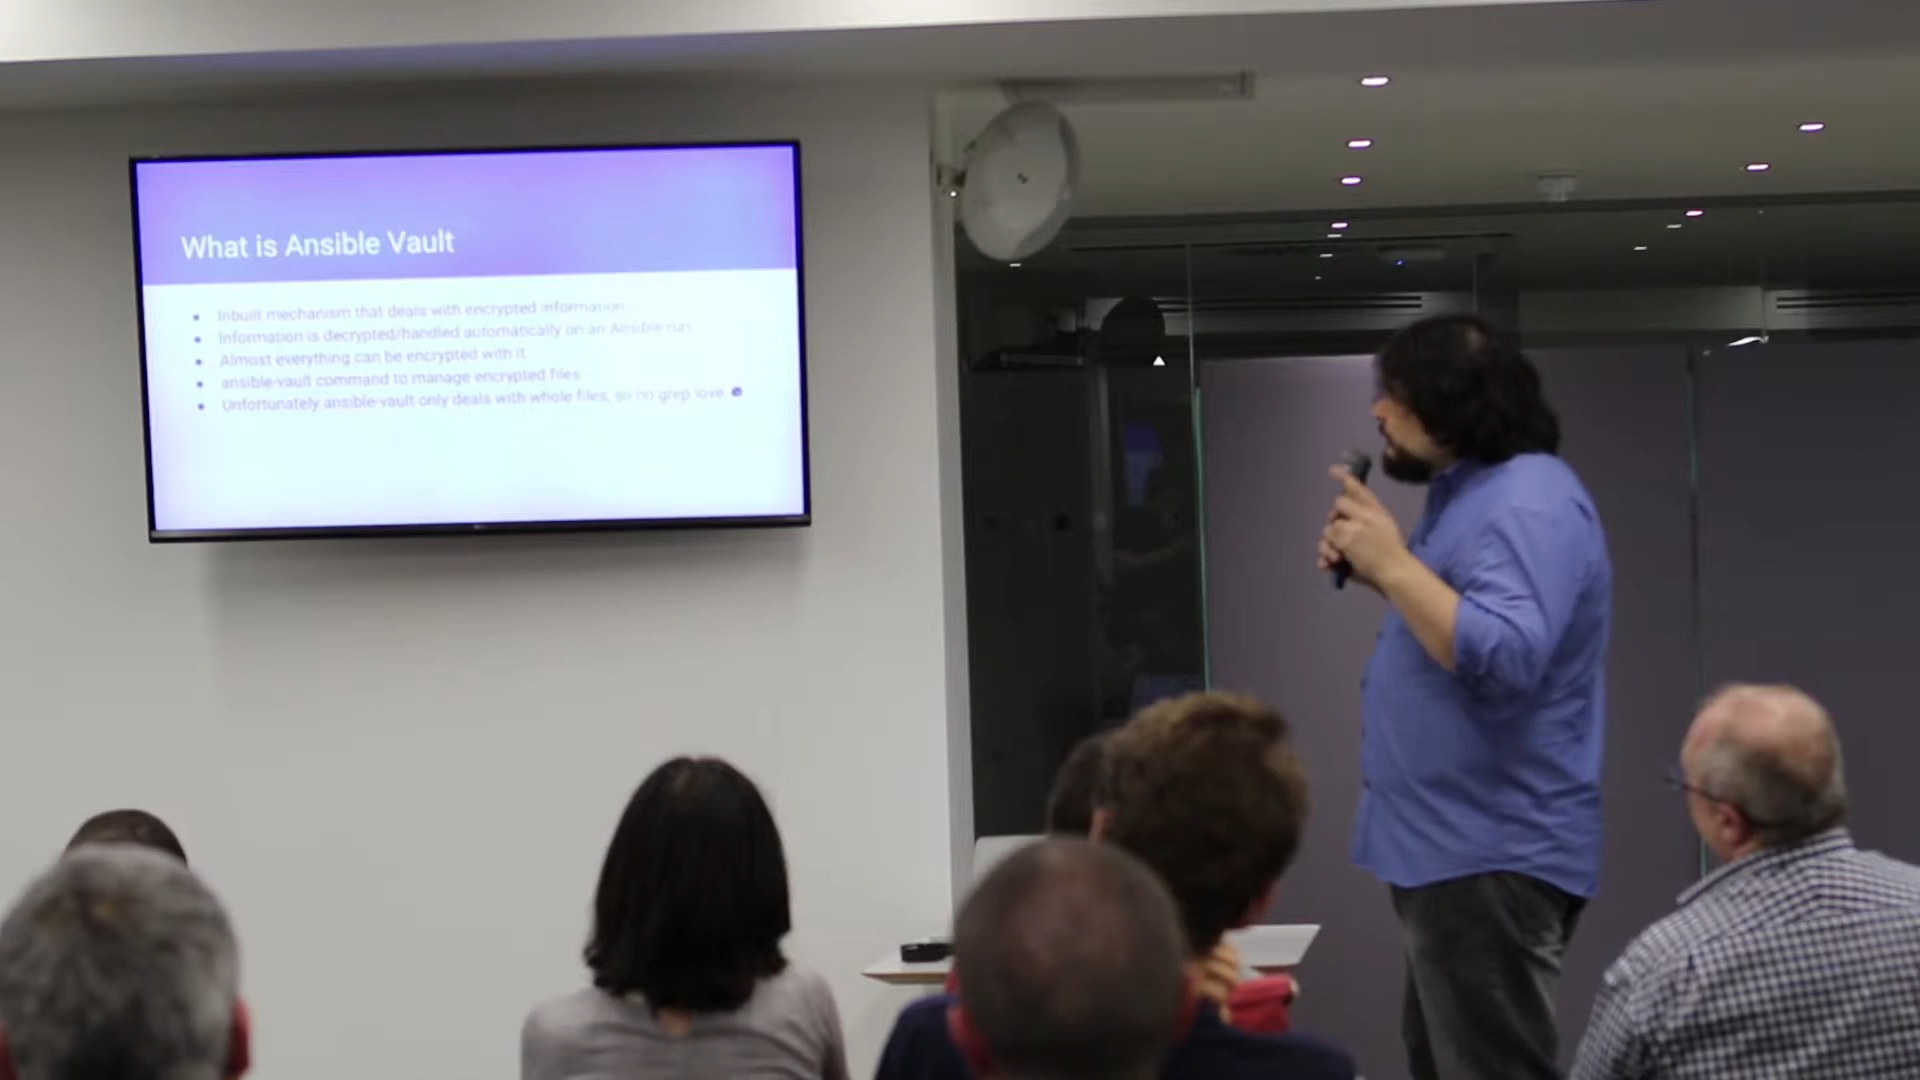 What is Ansible Vault
Inbuilt mechanism that deals with encrypted information
Information is decrypted/handled automatically on an Ansible run
Almost everything can be encrypted with it
ansible-vault command to manage encrypted files
Unfortunately ansible-vault only deals with whole files, so no grep love